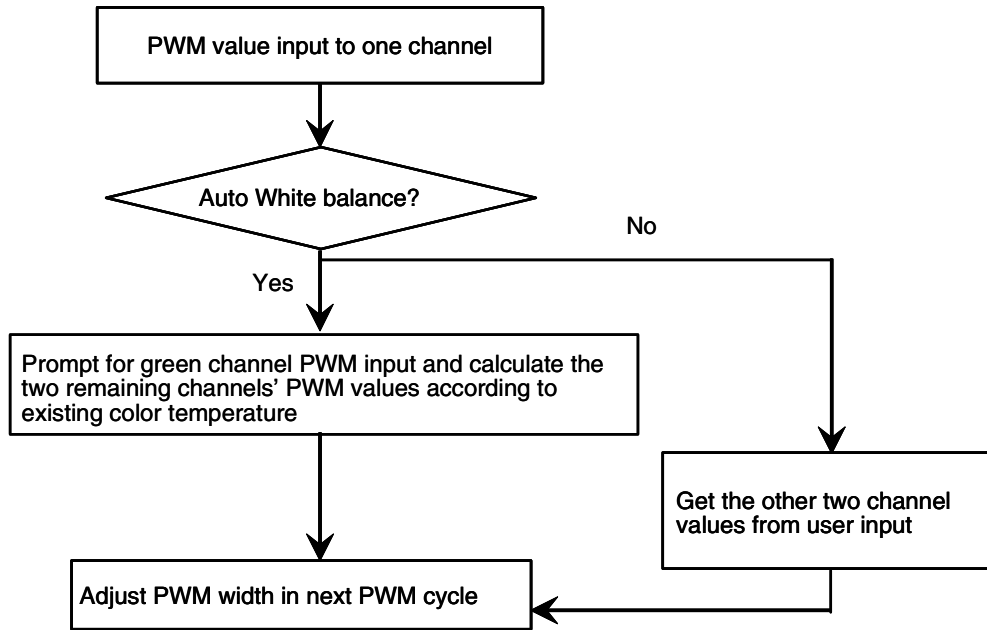 PWM value input to one channel
Auto White balance?
No
Yes
Prompt for green channel PWM input and calculate the
two remaining channels’ PWM values according to
existing color temperature
Get the other two channel
values from user input
Adjust PWM width in next PWM cycle